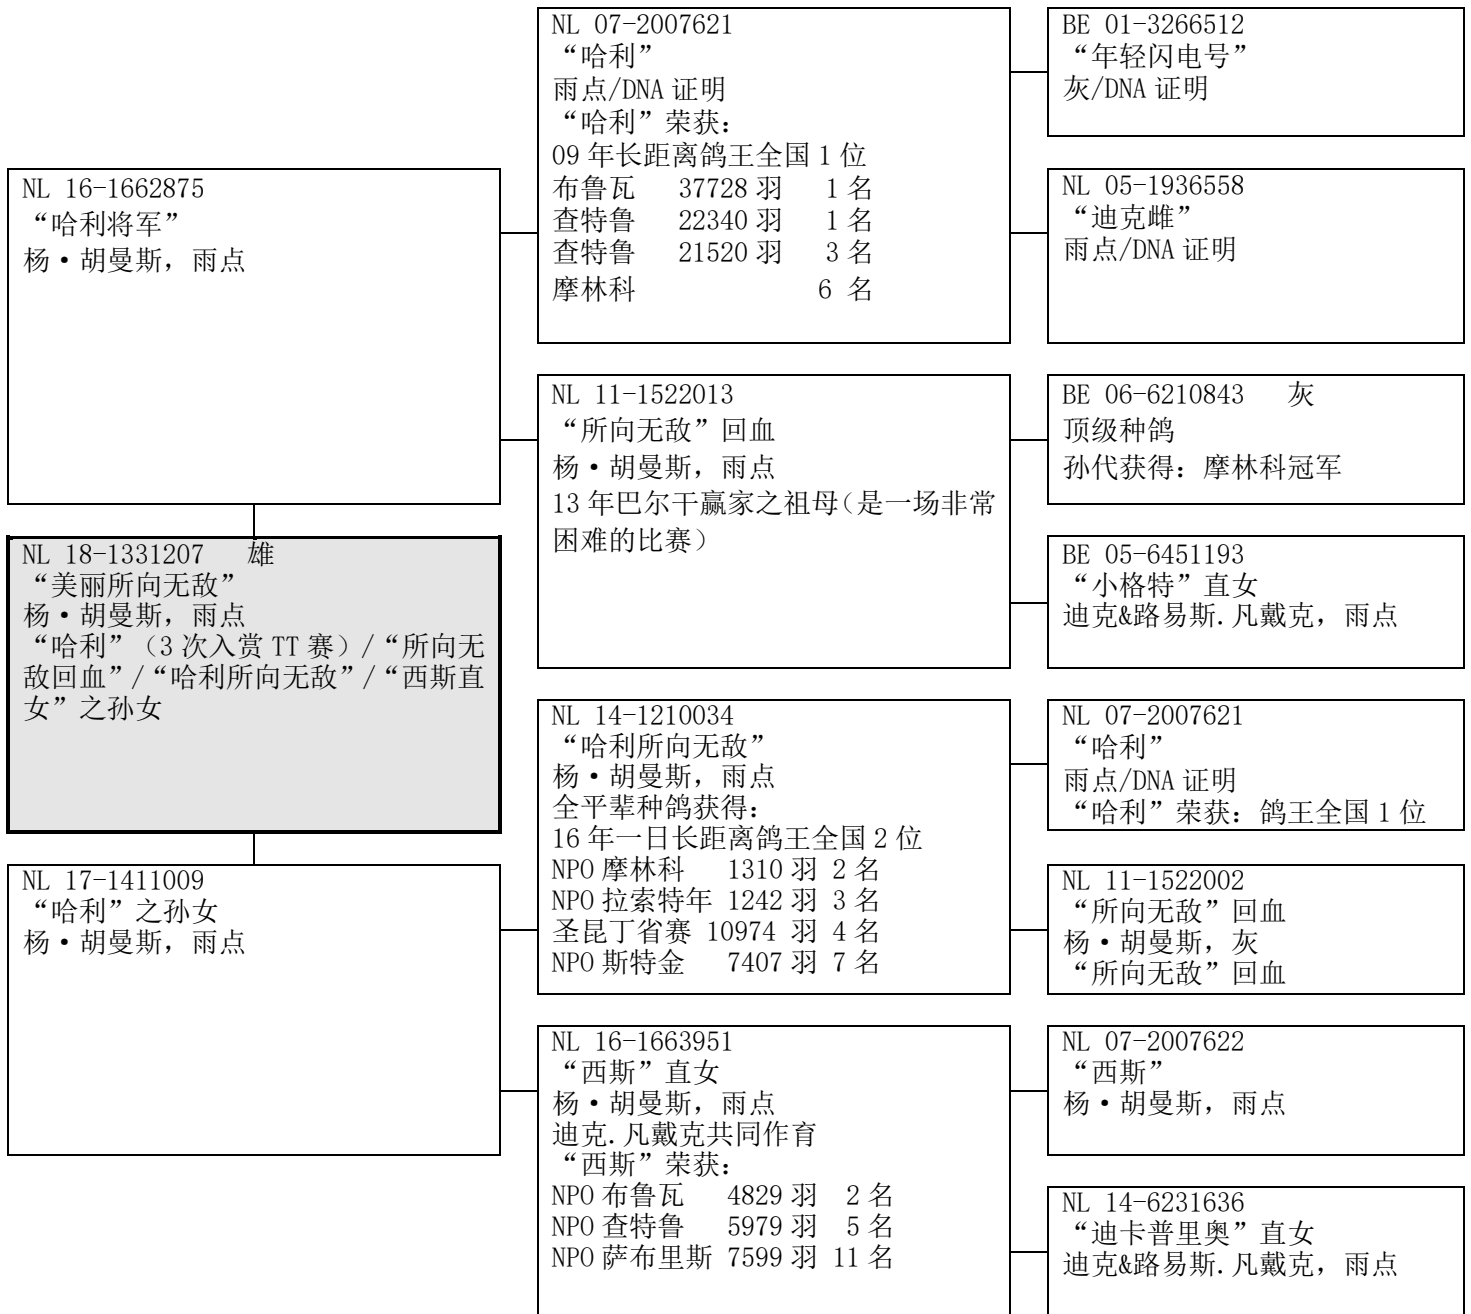 NL 16-1662875
“哈利将军”
杨·胡曼斯，雨点
NL 18-1331207 雄
“美丽所向无敌”
杨·胡曼斯，雨点
“哈利”（3 次入赏 TT 赛）/“所向无
敌回血”/“哈利所向无敌”/“西斯直
女”之孙女
NL 17-1411009
“哈利”之孙女
杨·胡曼斯，雨点
NL 07-2007621
“哈利”
雨点/DNA 证明
“哈利”荣获：
09 年长距离鸽王全国 1 位
布鲁瓦 37728 羽 1 名
查特鲁 22340 羽 1 名
查特鲁 21520 羽 3 名
摩林科 6 名
NL 11-1522013
“所向无敌”回血
杨·胡曼斯，雨点
13 年巴尔干赢家之祖母（是一场非常
困难的比赛）
NL 14-1210034
“哈利所向无敌”
杨·胡曼斯，雨点
全平辈种鸽获得：
16 年一日长距离鸽王全国 2 位
NPO 摩林科 1310 羽 2 名
NPO 拉索特年 1242 羽 3 名
圣昆丁省赛 10974 羽 4 名
NPO 斯特金 7407 羽 7 名
NL 16-1663951
“西斯”直女
杨·胡曼斯，雨点
迪克.凡戴克共同作育
“西斯”荣获：
NPO 布鲁瓦 4829 羽 2 名
NPO 查特鲁 5979 羽 5 名
NPO 萨布里斯 7599 羽 11 名
BE 01-3266512
“年轻闪电号”
灰/DNA 证明
NL 05-1936558
“迪克雌”
雨点/DNA 证明
BE 06-6210843 灰
顶级种鸽
孙代获得：摩林科冠军
BE 05-6451193
“小格特”直女
迪克&路易斯.凡戴克，雨点
NL 07-2007621
“哈利”
雨点/DNA 证明
“哈利”荣获：鸽王全国 1 位
NL 11-1522002
“所向无敌”回血
杨·胡曼斯，灰
“所向无敌”回血
NL 07-2007622
“西斯”
杨·胡曼斯，雨点
NL 14-6231636
“迪卡普里奥”直女
迪克&路易斯.凡戴克，雨点